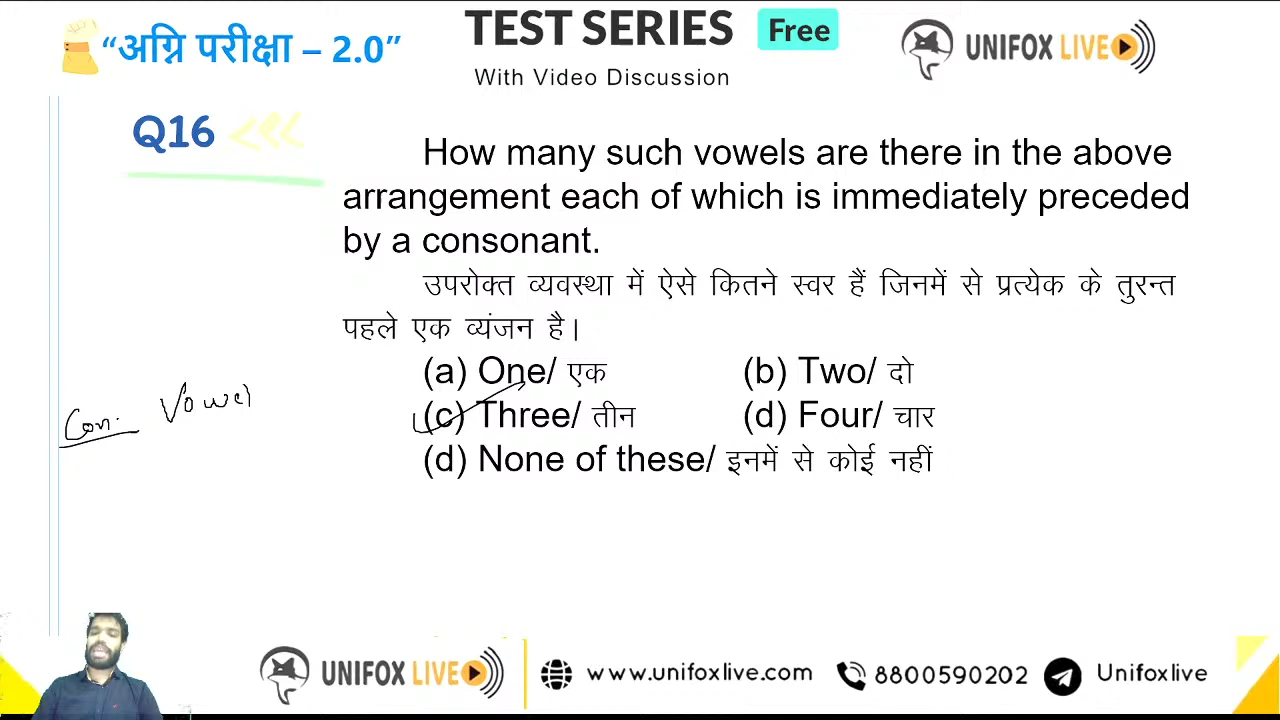 “अग्नि परीक्षा – 2.0”
TEST SERIES
Free
With Video Discussion
UNIFOX LIVE
Q16
How many such vowels are there in the above
arrangement each of which is immediately preceded
by a consonant.
उपरोक्त व्यवस्था में ऐसे कितने स्वर हैं जिनमें से प्रत्येक के तुरन्त
पहले एक व्यंजन है।
(a) One/ एक (b) Two/ दो
(c) Three/ तीन (d) Four/ चार
(d) None of these/ इनमें से कोई नहीं
Con. Vowel
UNIFOX LIVE
www.unifoxlive.com
8800590202
Unifoxlive